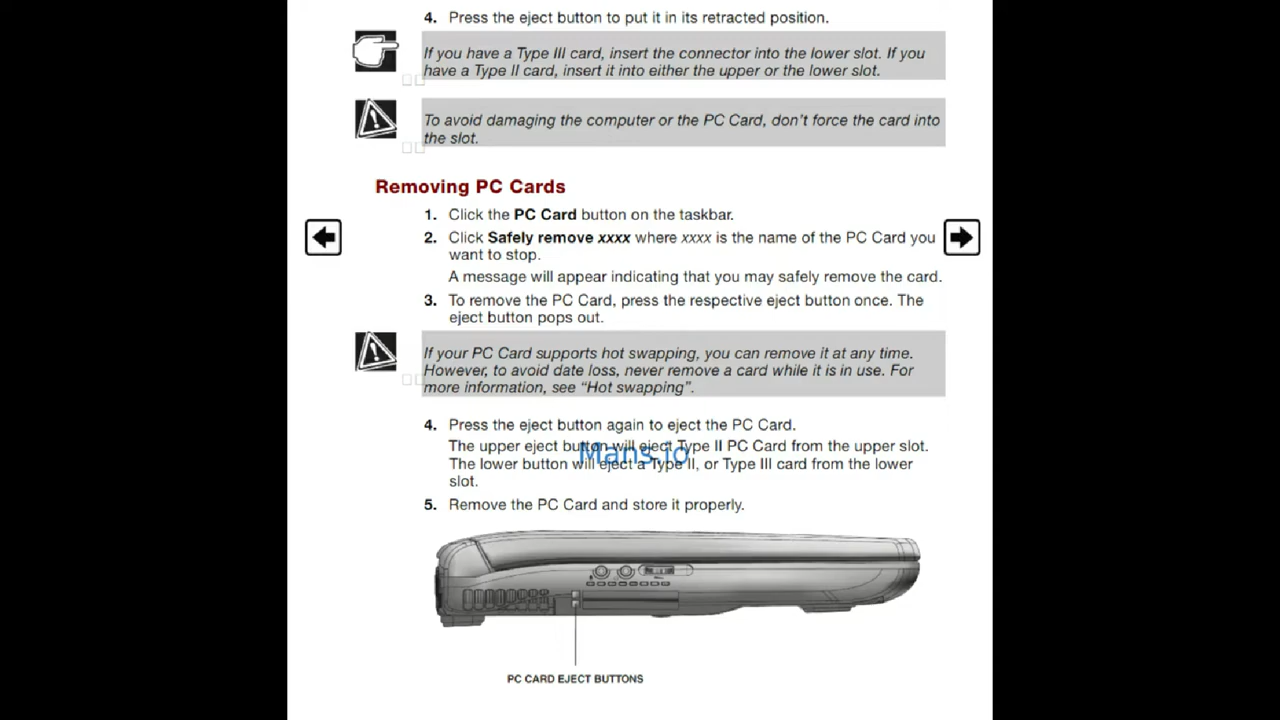 4. Press the eject button to put it in its retracted position.
If you have a Type III card, insert the connector into the lower slot. If you
have a Type II card, insert it into either the upper or the lower slot.
To avoid damaging the computer or the PC Card, don't force the card into
the slot.
Removing PC Cards
1. Click the PC Card button on the taskbar.
2. Click Safely remove xxxx where xxxx is the name of the PC Card you
want to stop.
A message will appear indicating that you may safely remove the card.
3. To remove the PC Card, press the respective eject button once. The
eject button pops out.
If your PC Card supports hot swapping, you can remove it at any time.
However, to avoid date loss, never remove a card while it is in use. For
more information, see “Hot swapping”.
4. Press the eject button again to eject the PC Card.
The upper eject button will eject Type II PC Card from the upper slot.
Mans.io
The lower button will eject a Type II, or Type III card from the lower
slot.
5. Remove the PC Card and store it properly.
PC CARD EJECT BUTTONS